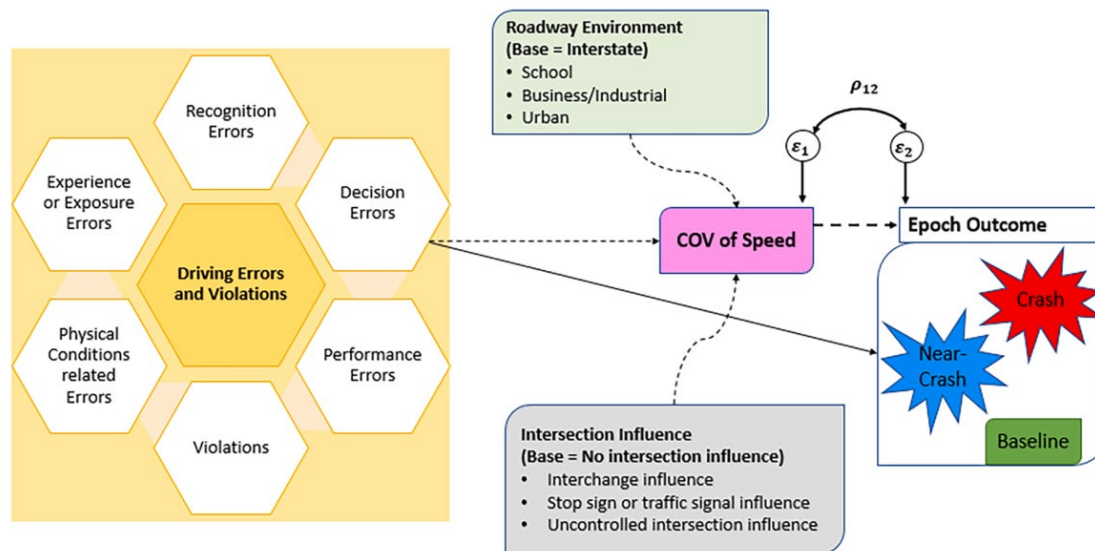 Roadway Environment
(Base = Interstate)
• School
• Business/Industrial
• Urban
Recognition
Errors
Experience
or Exposure
Errors
Decision
Errors
Driving Errors
and Violations
Physical
Conditions
related
Errors
Performance
Errors
Violations
ρ₁₂
ε₁
ε₂
COV of Speed
Epoch Outcome
Crash
Near-
Crash
Baseline
Intersection Influence
(Base = No intersection influence)
• Interchange influence
• Stop sign or traffic signal influence
• Uncontrolled intersection influence